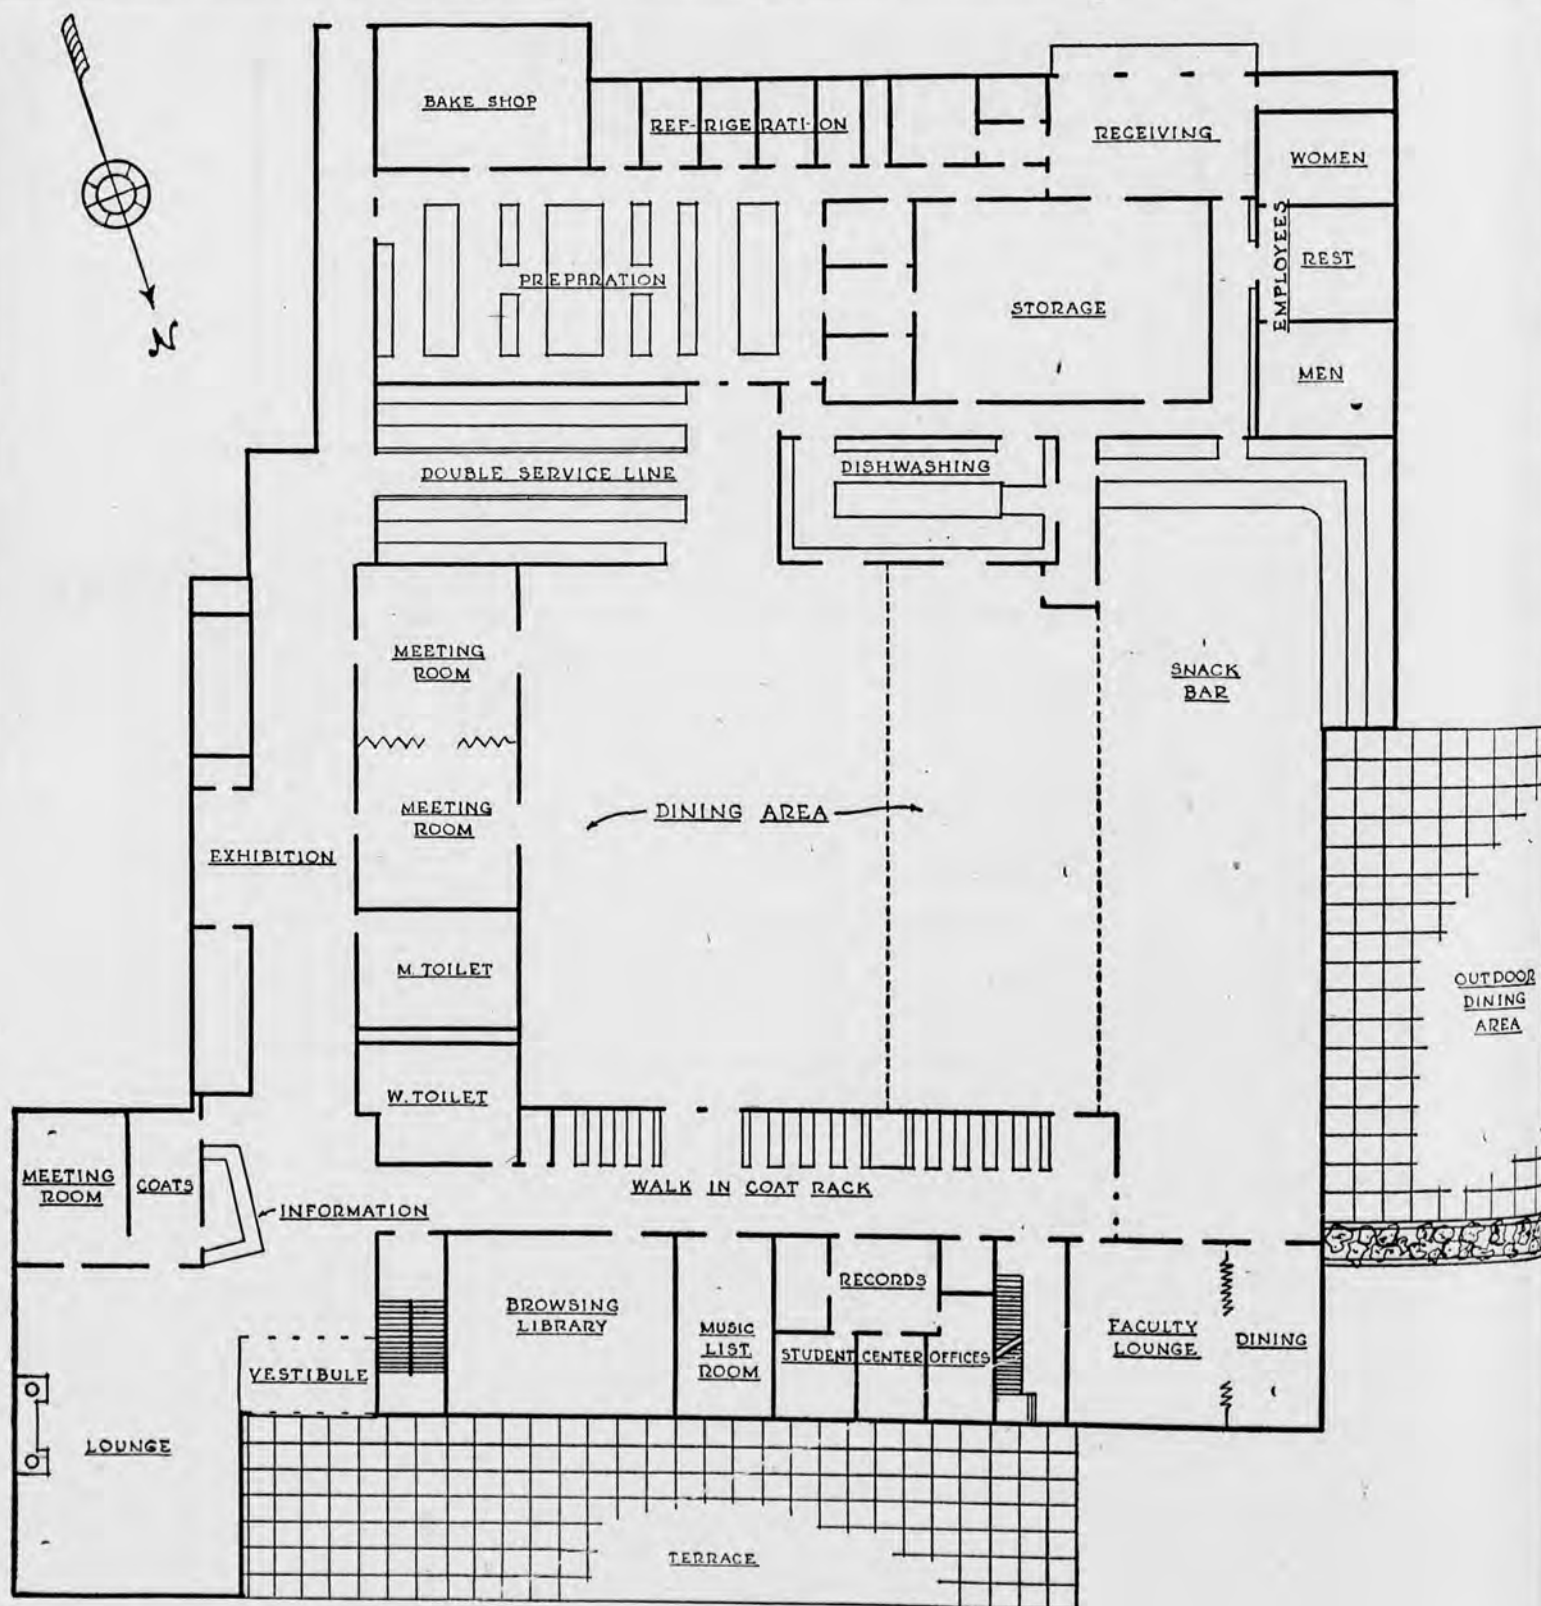 BAKE SHOP
REF-RIGERATI-ON
RECEIVING
WOMEN
EMPLOYEES
REST
MEN
PREPARATION
STORAGE
N
DOUBLE SERVICE LINE
DISHWASHING
MEETING
ROOM
SNACK
BAR
MEETING
ROOM
DINING AREA
EXHIBITION
M. TOILET
OUTDOOR
DINING
AREA
W. TOILET
MEETING
ROOM
COATS
WALK IN COAT RACK
INFORMATION
BROWSING
LIBRARY
RECORDS
MUSIC
LIST.
ROOM
STUDENT CENTER OFFICES
FACULTY
LOUNGE
DINING
VESTIBULE
LOUNGE
TERRACE